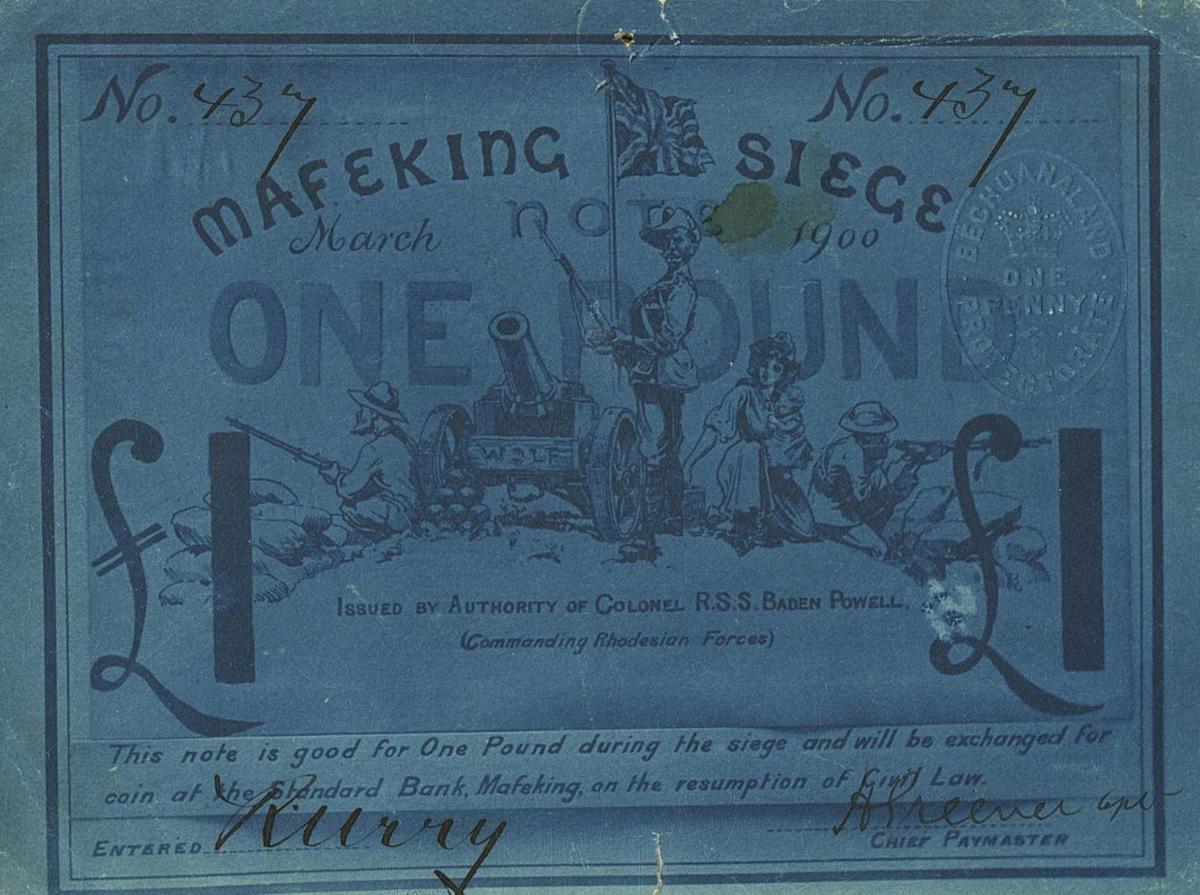 No. 437 No. 437
MAFEKING SIEGE
March NOTE 1900
ONE POUND
BECHUANALAND PROTECTORATE
ONE
PENNY
WOLF
£1 £1
ISSUED BY AUTHORITY OF COLONEL R.S.S. BADEN POWELL,
(Commanding Rhodesian Forces)
This note is good for One Pound during the siege and will be exchanged for
coin at the Standard Bank, Mafeking, on the resumption of Civil Law.
ENTERED
H Greener Capt
CHIEF PAYMASTER